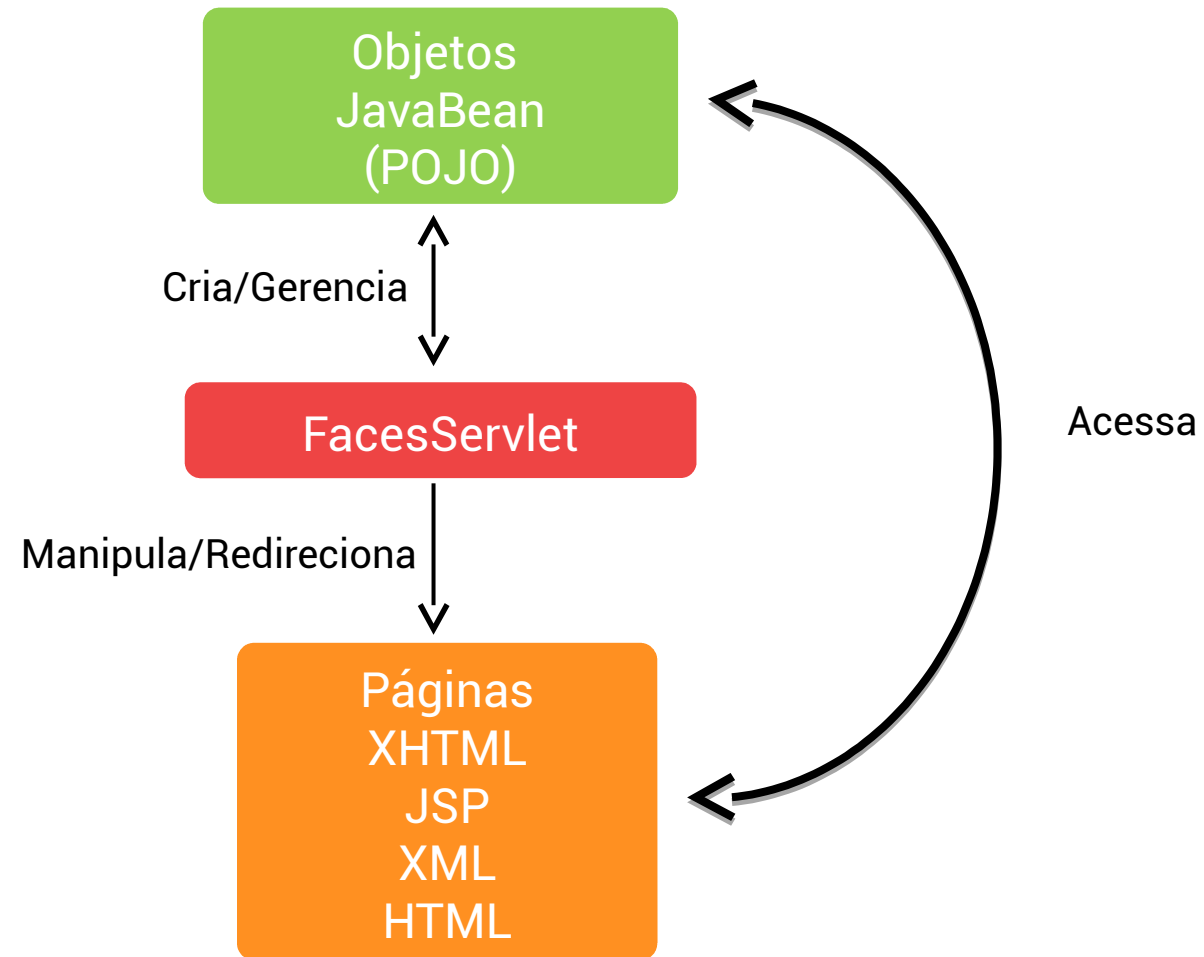 Objetos
JavaBean
(POJO)
Cria/Gerencia
FacesServlet
Acessa
Manipula/Redireciona
Páginas
XHTML
JSP
XML
HTML